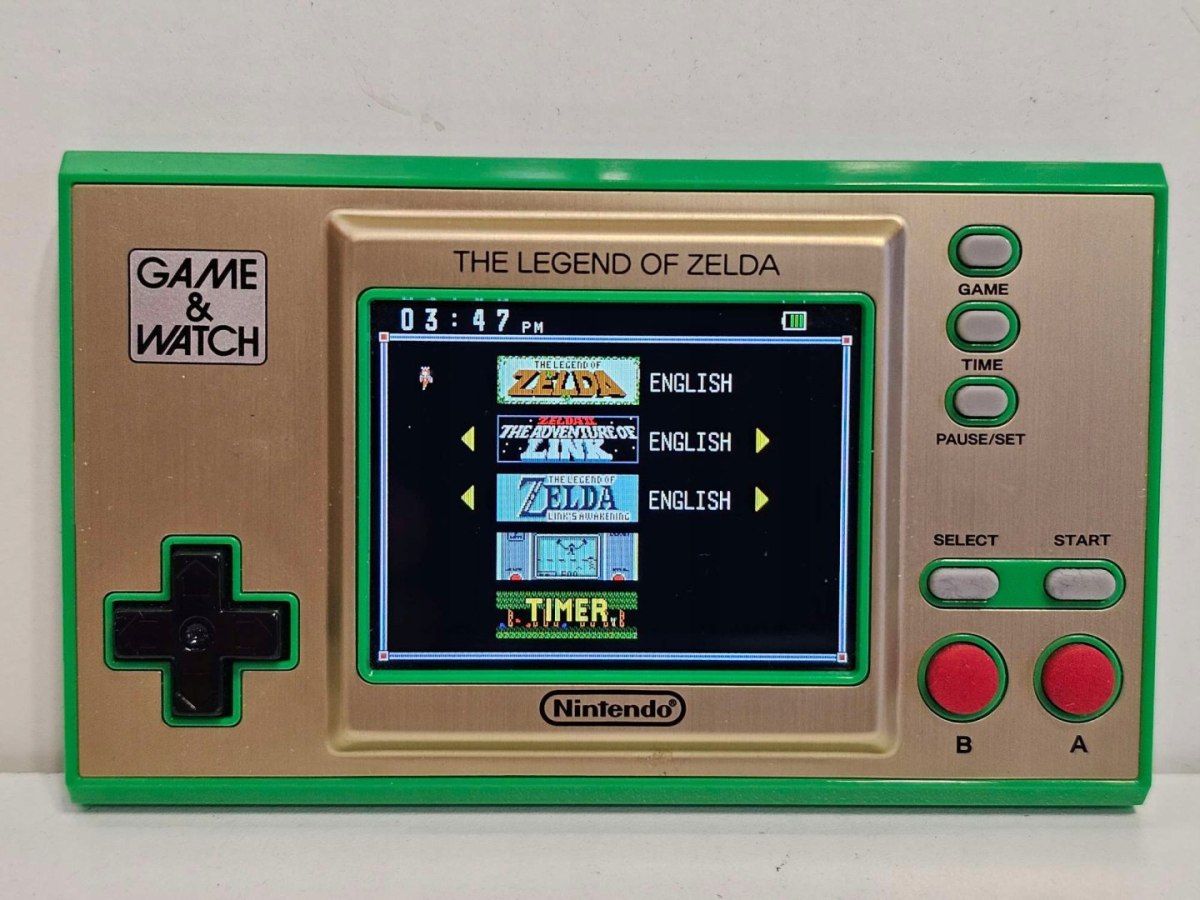 GAME
&
WATCH
THE LEGEND OF ZELDA
03:47 PM
THE LEGEND OF
ZELDA
ENGLISH
ZELDA II
THE ADVENTURE OF
LINK
ENGLISH
THE LEGEND OF
ZELDA
LINK'S AWAKENING
ENGLISH
TIMER
Nintendo®
GAME
TIME
PAUSE/SET
SELECT
START
B
A